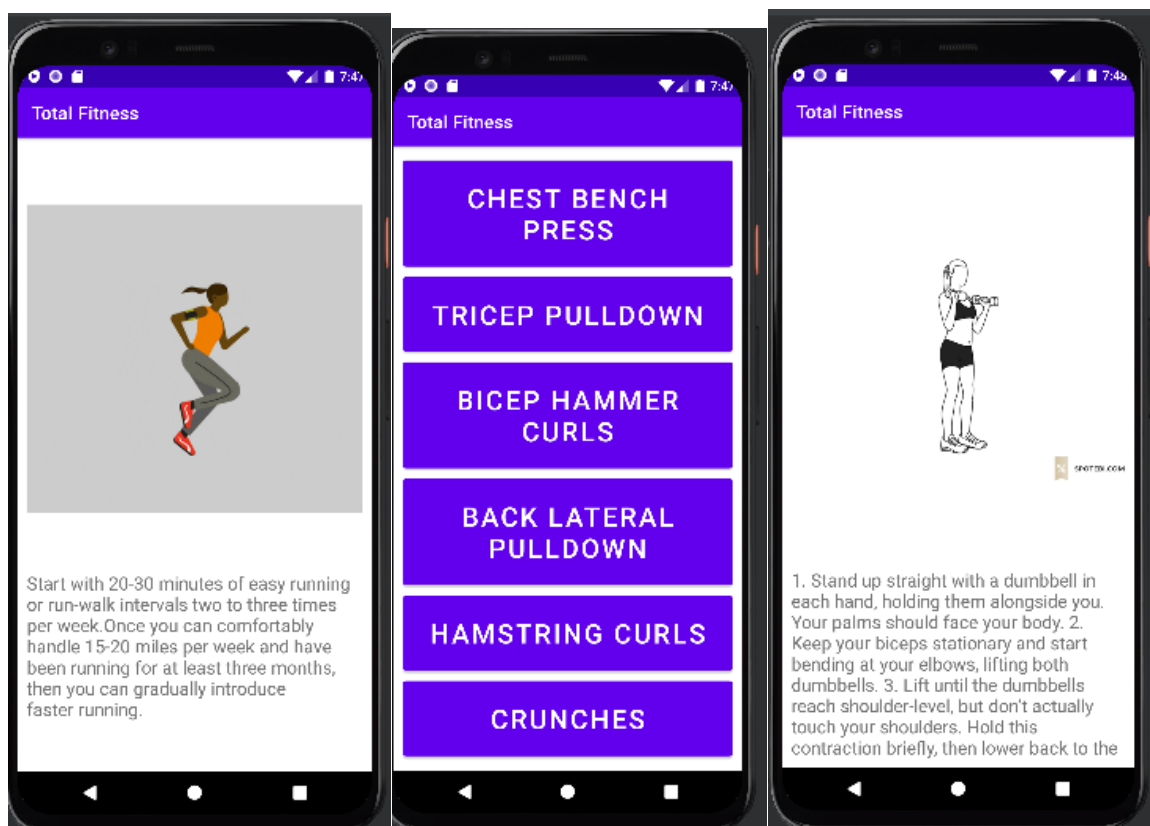 7:47
Total Fitness
Start with 20-30 minutes of easy running
or run-walk intervals two to three times
per week.Once you can comfortably
handle 15-20 miles per week and have
been running for at least three months,
then you can gradually introduce
faster running.
7:47
Total Fitness
CHEST BENCH
PRESS
TRICEP PULLDOWN
BICEP HAMMER
CURLS
BACK LATERAL
PULLDOWN
HAMSTRING CURLS
CRUNCHES
7:48
Total Fitness
SPOTEBI.COM
1. Stand up straight with a dumbbell in
each hand, holding them alongside you.
Your palms should face your body. 2.
Keep your biceps stationary and start
bending at your elbows, lifting both
dumbbells. 3. Lift until the dumbbells
reach shoulder-level, but don't actually
touch your shoulders. Hold this
contraction briefly, then lower back to the